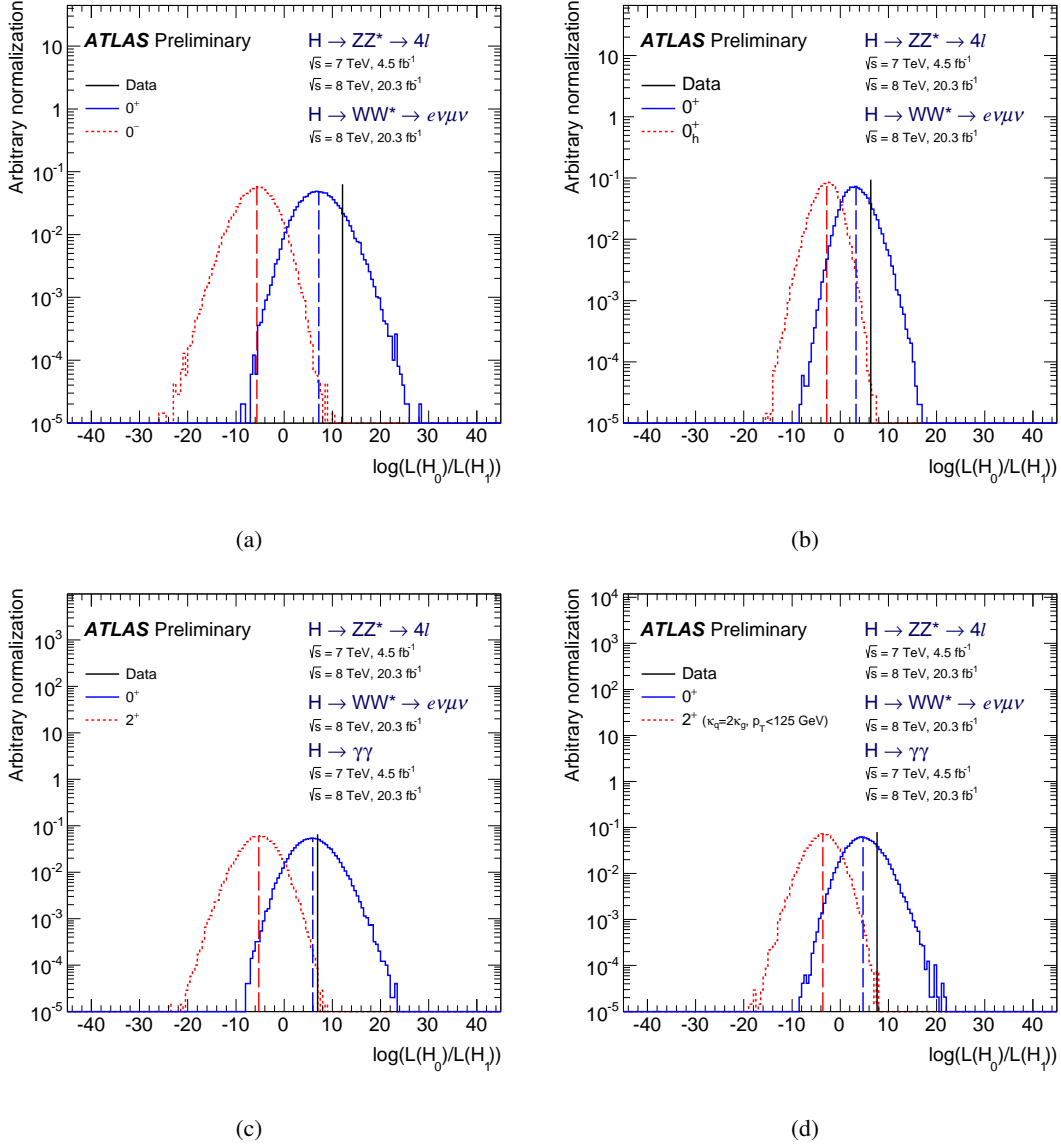 ATLAS Preliminary
H → ZZ* → 4l
√s = 7 TeV, 4.5 fb⁻¹
√s = 8 TeV, 20.3 fb⁻¹
H → WW* → eνμν
√s = 8 TeV, 20.3 fb⁻¹
Data
0⁺
0⁻
Arbitrary normalization
10
1
10⁻¹
10⁻²
10⁻³
10⁻⁴
10⁻⁵
-40 -30 -20 -10 0 10 20 30 40
log(L(H₀)/L(H₁))
(a)
ATLAS Preliminary
H → ZZ* → 4l
√s = 7 TeV, 4.5 fb⁻¹
√s = 8 TeV, 20.3 fb⁻¹
H → WW* → eνμν
√s = 8 TeV, 20.3 fb⁻¹
Data
0⁺
0⁺ₕ
Arbitrary normalization
10
1
10⁻¹
10⁻²
10⁻³
10⁻⁴
10⁻⁵
-40 -30 -20 -10 0 10 20 30 40
log(L(H₀)/L(H₁))
(b)
ATLAS Preliminary
H → ZZ* → 4l
√s = 7 TeV, 4.5 fb⁻¹
√s = 8 TeV, 20.3 fb⁻¹
H → WW* → eνμν
√s = 8 TeV, 20.3 fb⁻¹
H → γγ
√s = 7 TeV, 4.5 fb⁻¹
√s = 8 TeV, 20.3 fb⁻¹
Data
0⁺
2⁺
Arbitrary normalization
10³
10²
10
1
10⁻¹
10⁻²
10⁻³
10⁻⁴
10⁻⁵
-40 -30 -20 -10 0 10 20 30 40
log(L(H₀)/L(H₁))
(c)
ATLAS Preliminary
H → ZZ* → 4l
√s = 7 TeV, 4.5 fb⁻¹
√s = 8 TeV, 20.3 fb⁻¹
H → WW* → eνμν
√s = 8 TeV, 20.3 fb⁻¹
H → γγ
√s = 7 TeV, 4.5 fb⁻¹
√s = 8 TeV, 20.3 fb⁻¹
Data
0⁺
2⁺ (κ_q=2κ_g, p_T<125 GeV)
Arbitrary normalization
10⁴
10³
10²
10
1
10⁻¹
10⁻²
10⁻³
10⁻⁴
10⁻⁵
-40 -30 -20 -10 0 10 20 30 40
log(L(H₀)/L(H₁))
(d)